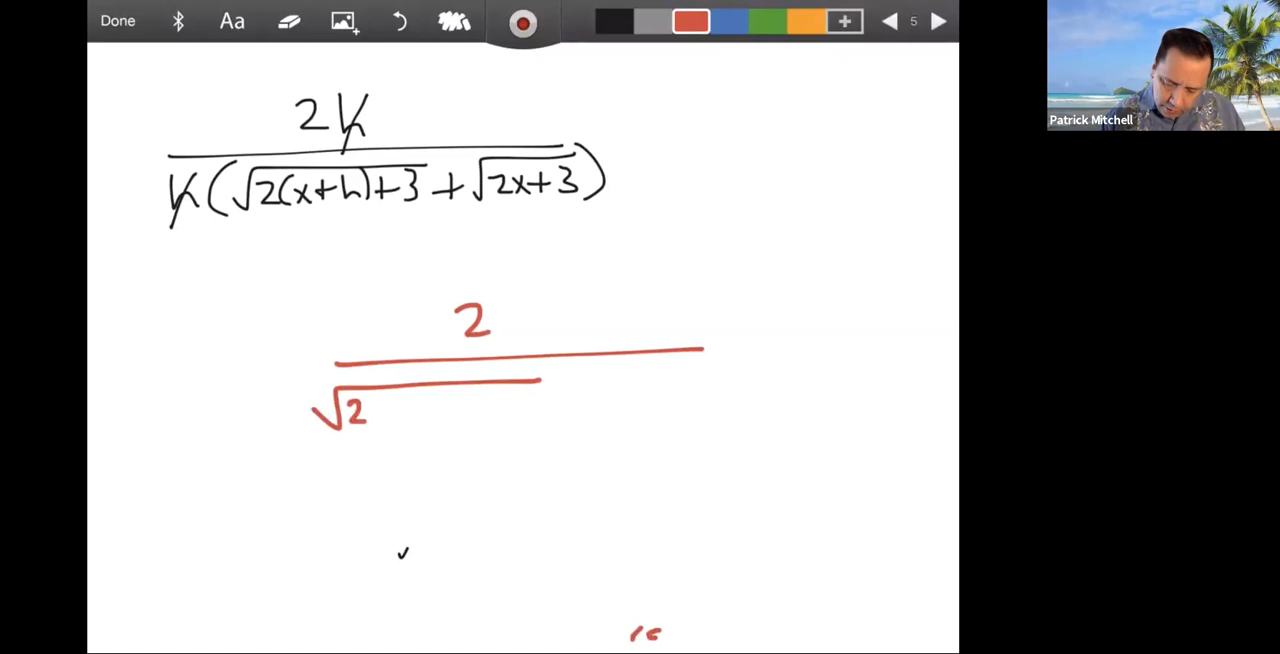 Done Aa 5
Patrick Mitchell
2h
h(√2(x+h)+3 + √2x+3)
2
√2